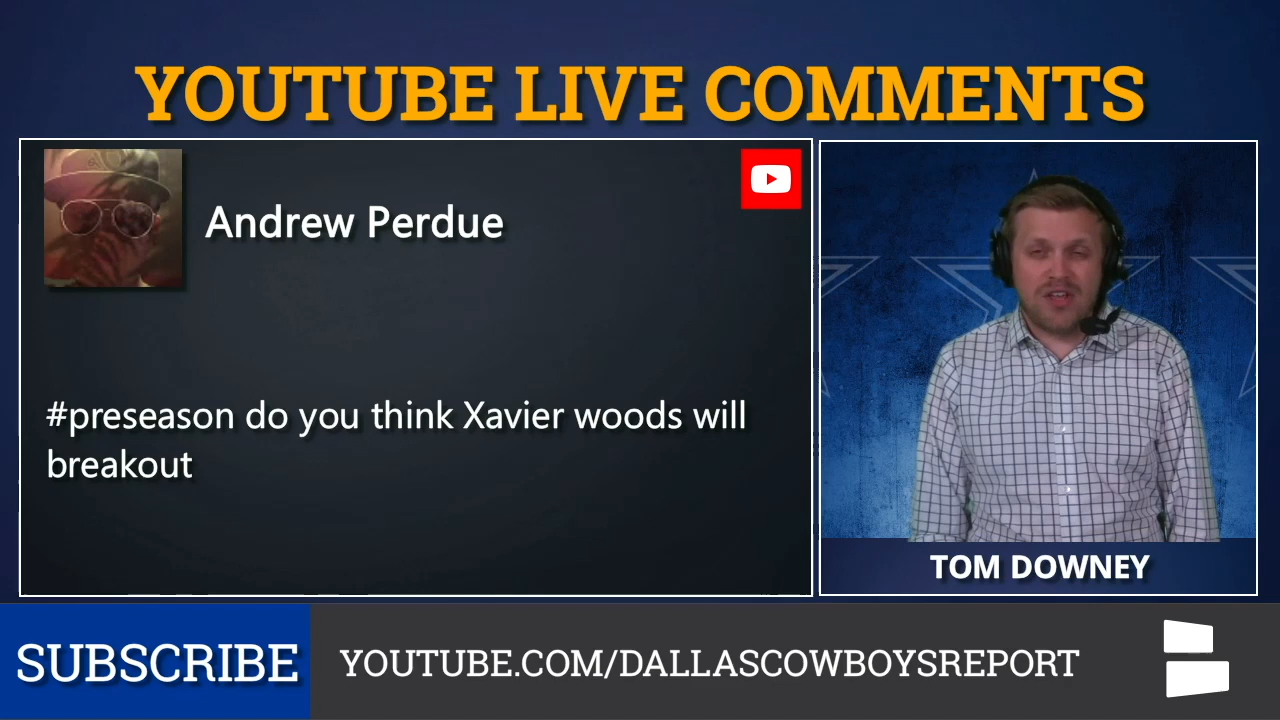 YOUTUBE LIVE COMMENTS
Andrew Perdue
#preseason do you think Xavier woods will
breakout
TOM DOWNEY
SUBSCRIBE
YOUTUBE.COM/DALLASCOWBOYSREPORT